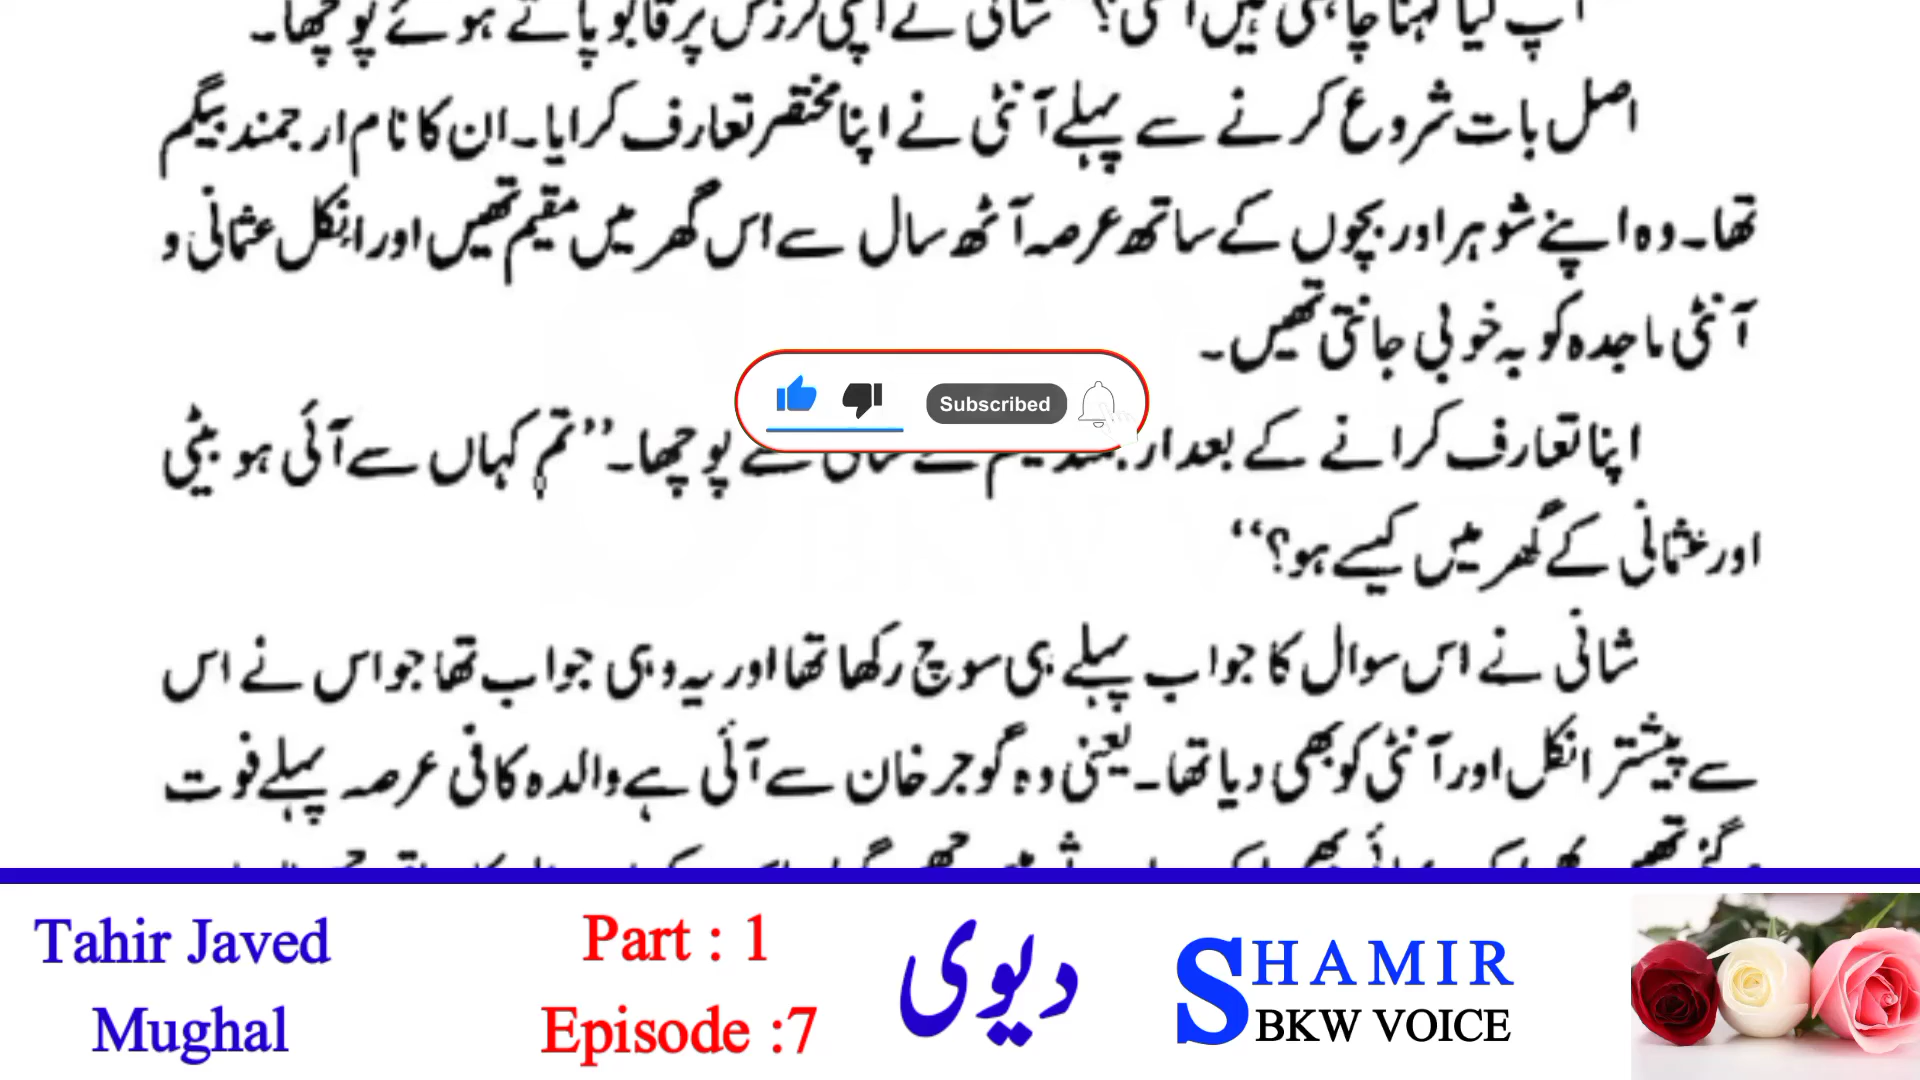 شانی نے اپنی لرزش پر قابو پاتے ہوئے پوچھا۔
اصل بات شروع کرنے سے پہلے آنٹی نے اپنا مختصر تعارف کرایا۔ ان کا نام ارجمند بیگم
تھا۔ وہ اپنے شوہر اور بچوں کے ساتھ عرصہ آٹھ سال سے اس گھر میں مقیم تھیں اور انکل عثمانی و
آنٹی ماجدہ کو بہ خوبی جانتی تھیں۔
Subscribed
اپنا تعارف کرانے کے بعد ارجمند بیگم نے شانی سے پوچھا۔ ’’تم کہاں سے آئی ہو بیٹی
اور عثمانی کے گھر میں کیسے ہو؟‘‘
شانی نے اس سوال کا جواب پہلے ہی سوچ رکھا تھا اور یہ وہی جواب تھا جو اس نے اس
سے پیشتر انکل اور آنٹی کو بھی دیا تھا۔ یعنی وہ گوجر خان سے آئی ہے والدہ کافی عرصہ پہلے فوت
Tahir Javed
Mughal
Part : 1
Episode :7
دیوی
SHAMIR
BKW VOICE